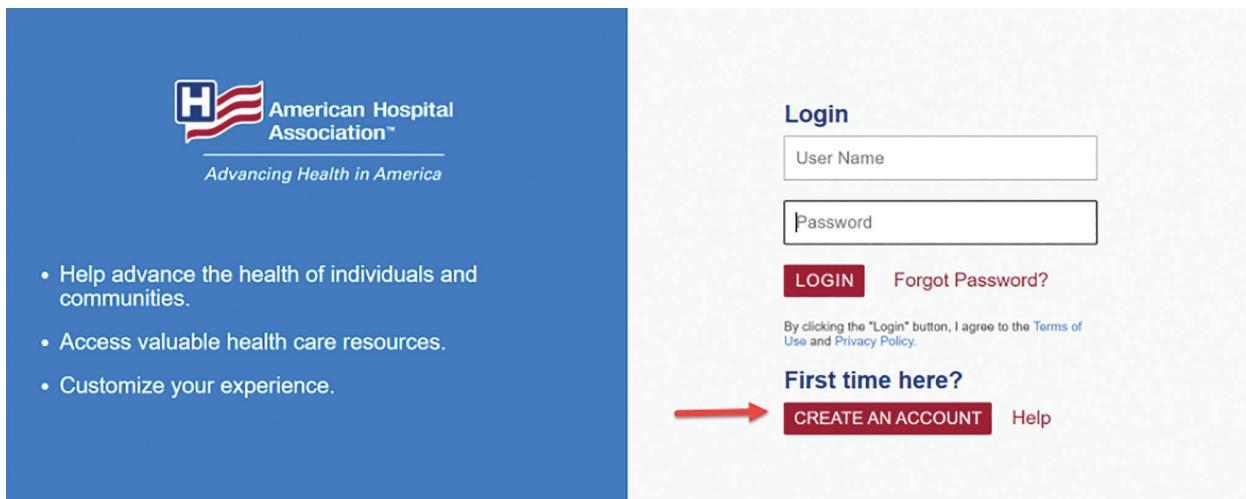 H
American Hospital
Association™
Advancing Health in America
• Help advance the health of individuals and
communities.
• Access valuable health care resources.
• Customize your experience.
Login
User Name
Password
LOGIN Forgot Password?
By clicking the "Login" button, I agree to the Terms of
Use and Privacy Policy.
First time here?
CREATE AN ACCOUNT Help